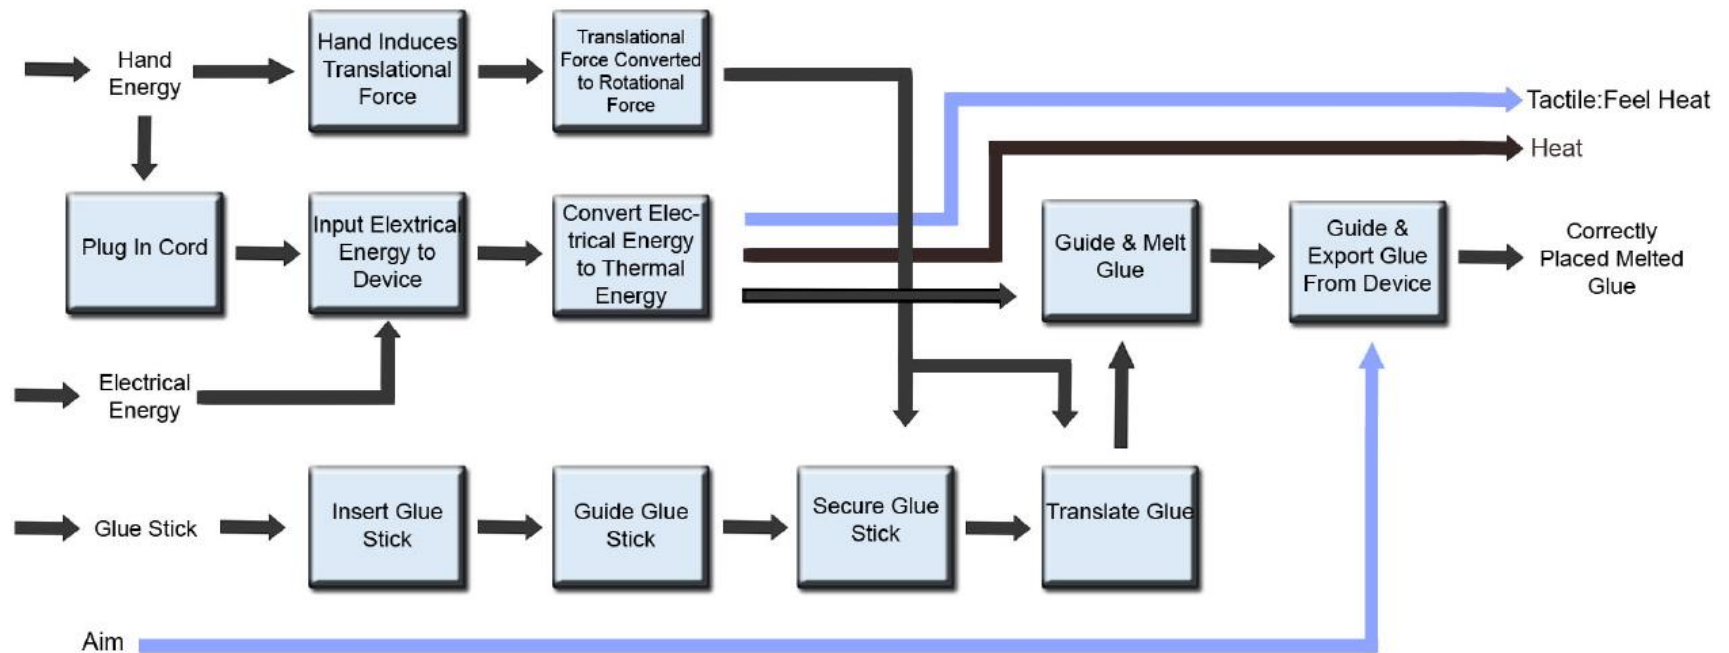 Hand
Energy
Hand Induces
Translational
Force
Translational
Force Converted
to Rotational
Force
Tactile:Feel Heat
Heat
Plug In Cord
Input Elextrical
Energy to
Device
Convert Elec-
trical Energy
to Thermal
Energy
Guide & Melt
Glue
Guide &
Export Glue
From Device
Correctly
Placed Melted
Glue
Electrical
Energy
Glue Stick
Insert Glue
Stick
Guide Glue
Stick
Secure Glue
Stick
Translate Glue
Aim